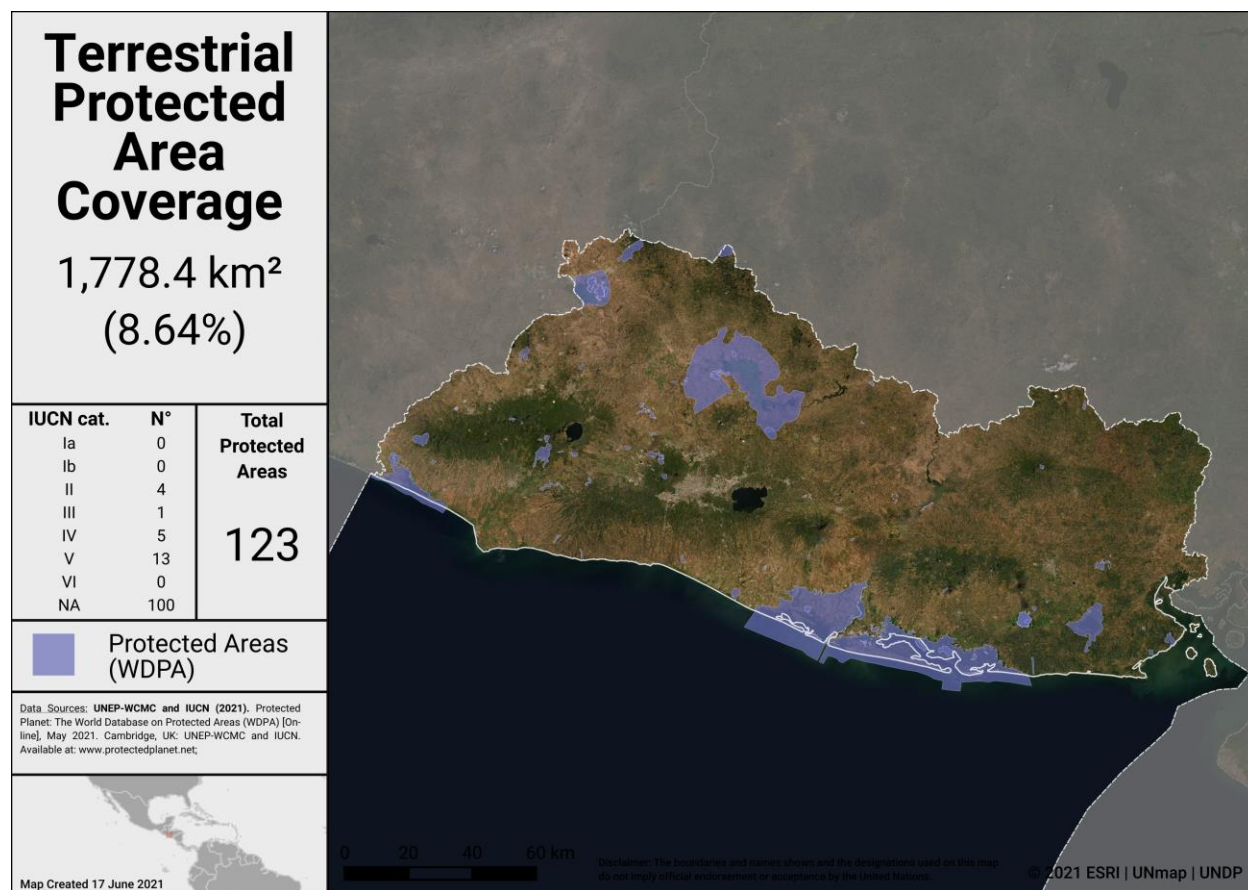 Terrestrial
Protected
Area
Coverage
1,778.4 km²
(8.64%)
IUCN cat. N°
Ia 0
Ib 0
II 4
III 1
IV 5
V 13
VI 0
NA 100
Total
Protected
Areas
123
Protected Areas
(WDPA)
Data Sources: UNEP-WCMC and IUCN (2021). Protected
Planet: The World Database on Protected Areas (WDPA) [On-
line], May 2021. Cambridge, UK: UNEP-WCMC and IUCN.
Available at: www.protectedplanet.net;
Map Created 17 June 2021
0 20 40 60 km
Disclaimer: The boundaries and names shown and the designations used on this map
do not imply official endorsement or acceptance by the United Nations.
© 2021 ESRI | UNmap | UNDP